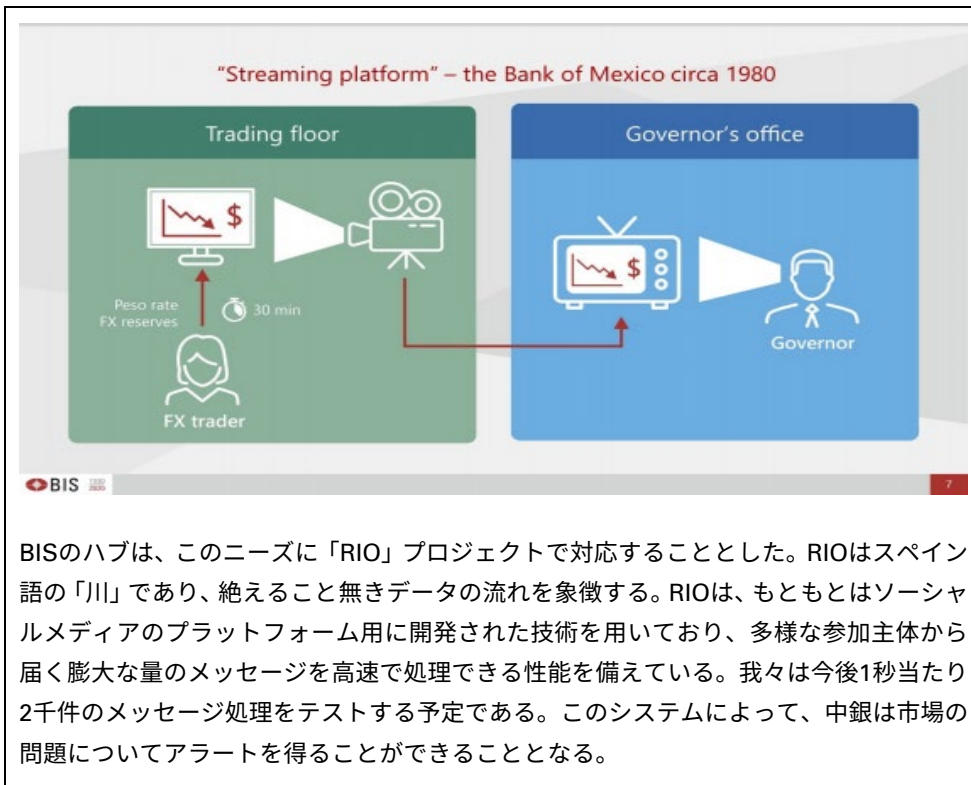 "Streaming platform" – the Bank of Mexico circa 1980
Trading floor
$
Peso rate
FX reserves
30 min
FX trader
Governor's office
$
Governor
BIS
7
BISのハブは、このニーズに「RIO」プロジェクトで対応することとした。RIOはスペイン
語の「川」であり、絶えること無きデータの流れを象徴する。RIOは、もともとはソーシャ
ルメディアのプラットフォーム用に開発された技術を用いており、多様な参加主体から
届く膨大な量のメッセージを高速で処理できる性能を備えている。我々は今後1秒当たり
2千件のメッセージ処理をテストする予定である。このシステムによって、中銀は市場の
問題についてアラートを得ることができることとなる。